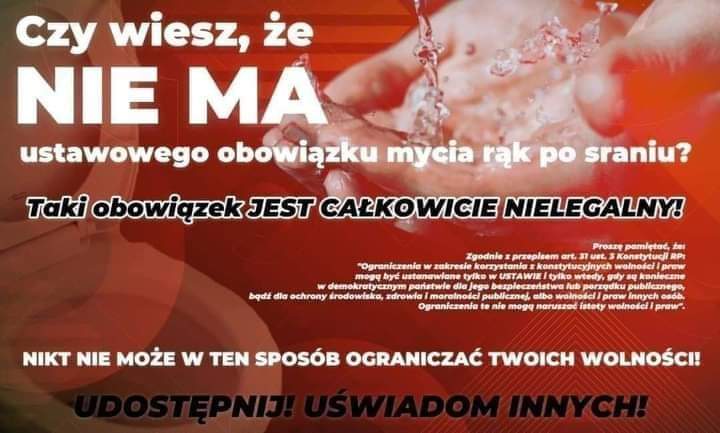 Czy wiesz, że
NIE MA
ustawowego obowiązku mycia rąk po sraniu?
Taki obowiązek JEST CAŁKOWICIE NIELEGALNY!
Proszę pamiętać, że:
Zgodnie z przepisem art. 31 ust. 3 Konstytucji RP:
"Ograniczenia w zakresie korzystania z konstytucyjnych wolności i praw
mogą być ustanawiane tylko w USTAWIE i tylko wtedy, gdy są konieczne
w demokratycznym państwie dla jego bezpieczeństwa lub porządku publicznego,
bądź dla ochrony środowiska, zdrowia i moralności publicznej, albo wolności i praw innych osób.
Ograniczenia te nie mogą naruszać istoty wolności i praw".
NIKT NIE MOŻE W TEN SPOSÓB OGRANICZAĆ TWOICH WOLNOŚCI!
UDOSTĘPNIJ! UŚWIADOM INNYCH!